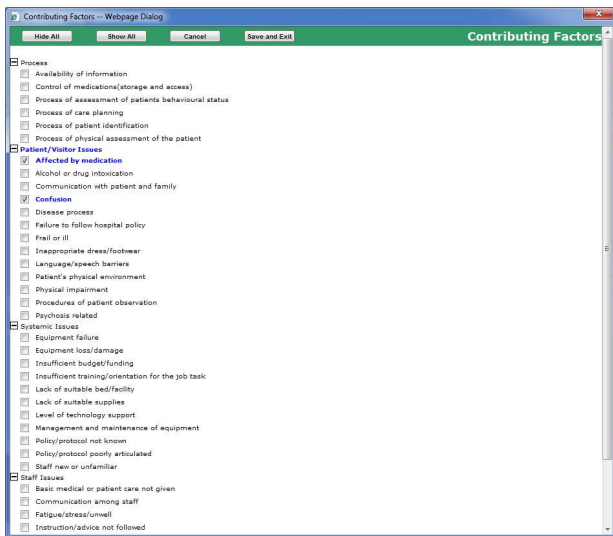 Contributing Factors -- Webpage Dialog
Hide All Show All Cancel Save and Exit Contributing Factors
Process
Availability of information
Control of medications(storage and access)
Process of assessment of patients behavioural status
Process of care planning
Process of patient identification
Process of physical assessment of the patient
Patient/Visitor Issues
Affected by medication
Alcohol or drug intoxication
Communication with patient and family
Confusion
Disease process
Failure to follow hospital policy
Frail or ill
Inappropriate dress/footwear
Language/speech barriers
Patient's physical environment
Physical impairment
Procedures of patient observation
Psychosis related
Systemic Issues
Equipment failure
Equipment loss/damage
Insufficient budget/funding
Insufficient training/orientation for the job task
Lack of suitable bed/facility
Lack of suitable supplies
Level of technology support
Management and maintenance of equipment
Policy/protocol not known
Policy/protocol poorly articulated
Staff new or unfamiliar
Staff Issues
Basic medical or patient care not given
Communication among staff
Fatigue/stress/unwell
Instruction/advice not followed